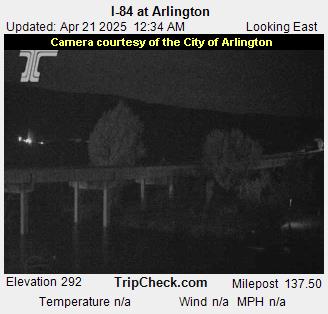 I-84 at Arlington
Updated: Apr 21 2025 12:34 AM Looking East
Camera courtesy of the City of Arlington
Elevation 292 TripCheck.com Milepost 137.50
Temperature n/a Wind n/a MPH n/a